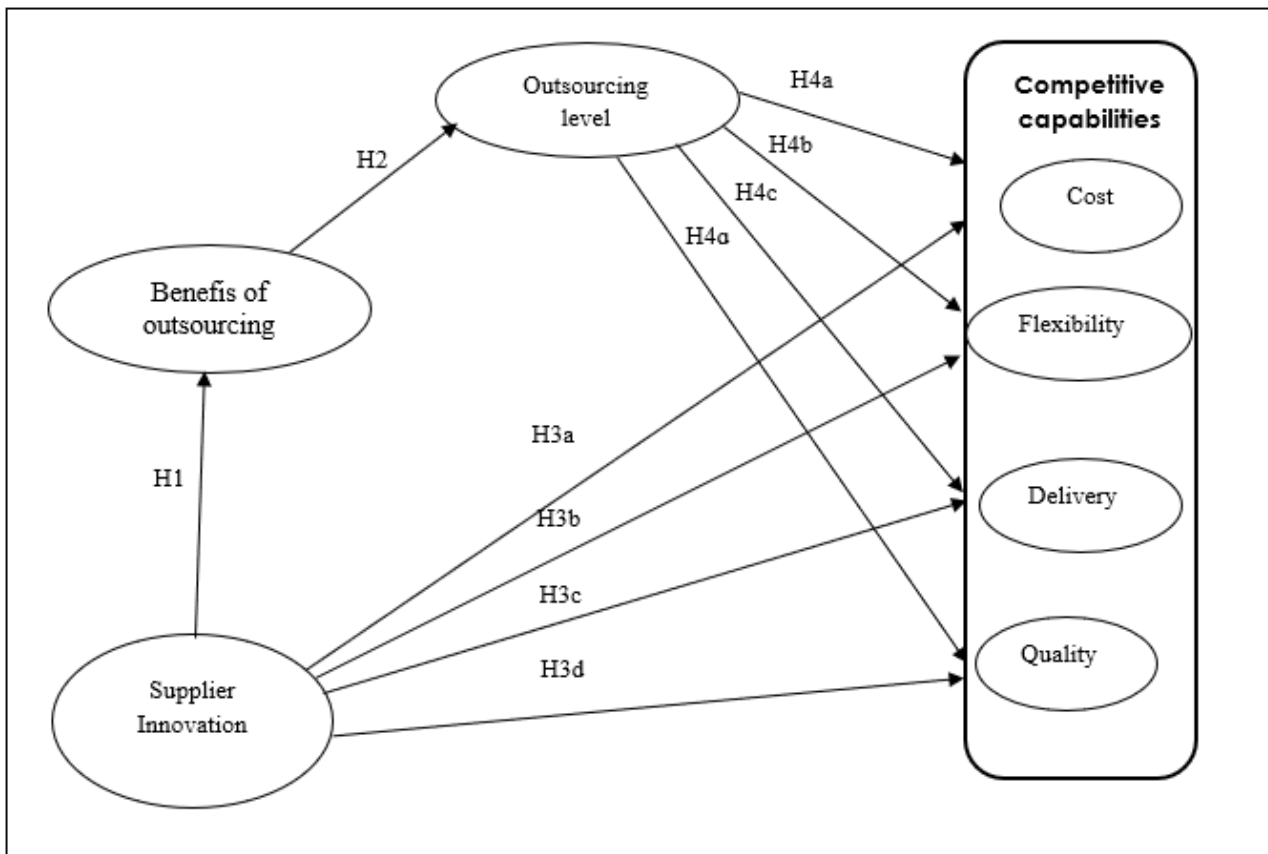 Outsourcing
level
H4a
Competitive
capabilities
H4b
H2
H4c
Cost
H4d
Benefis of
outsourcing
Flexibility
H3a
H1
H3b
Delivery
H3c
H3d
Quality
Supplier
Innovation